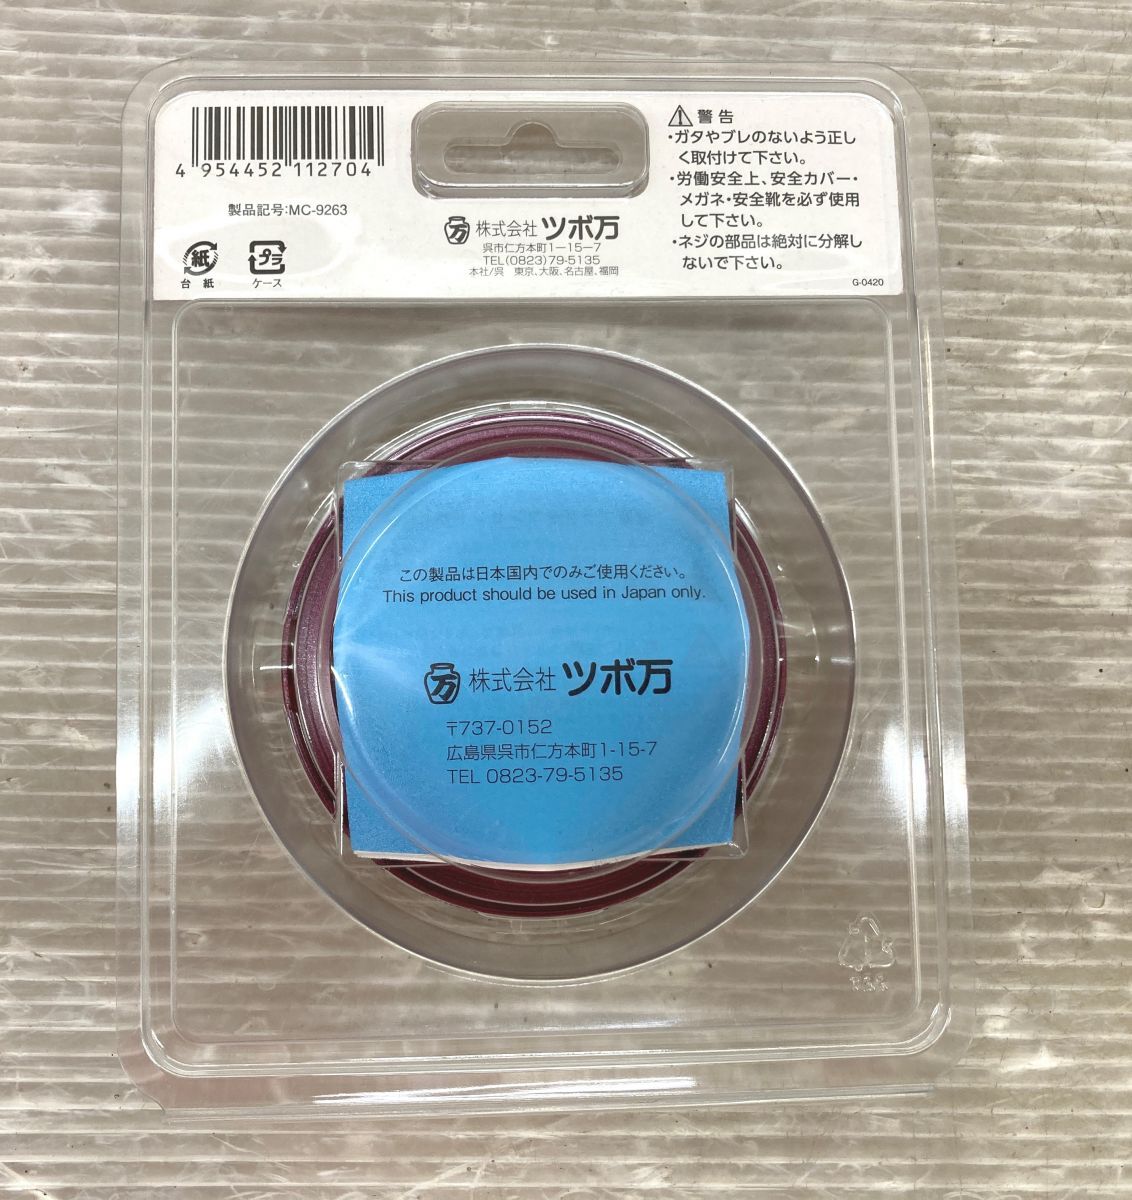 4 954452 112704
製品記号:MC-9263
紙
台紙
プラ
ケース
万 株式会社 ツボ万
呉市仁方本町1-15-7
TEL(0823)79-5135
本社/呉 東京、大阪、名古屋、福岡
警告
・ガタやブレのないよう正し
く取付けて下さい。
・労働安全上、安全カバー・
メガネ・安全靴を必ず使用
して下さい。
・ネジの部品は絶対に分解し
ないで下さい。
G-0420
この製品は日本国内でのみご使用ください。
This product should be used in Japan only.
万 株式会社 ツボ万
〒737-0152
広島県呉市仁方本町1-15-7
TEL 0823-79-5135